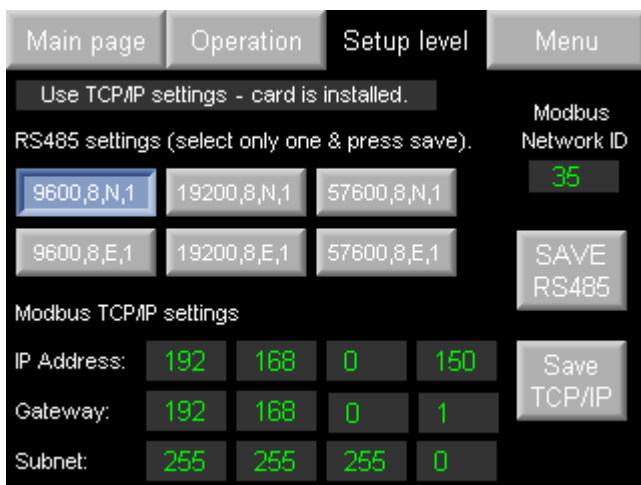 Main page Operation Setup level Menu
Use TCP/IP settings - card is installed.
Modbus
Network ID
35
RS485 settings (select only one & press save).
9600,8,N,1 19200,8,N,1 57600,8,N,1
9600,8,E,1 19200,8,E,1 57600,8,E,1
SAVE
RS485
Modbus TCP/IP settings
IP Address: 192 168 0 150
Gateway: 192 168 0 1
Subnet: 255 255 255 0
Save
TCP/IP